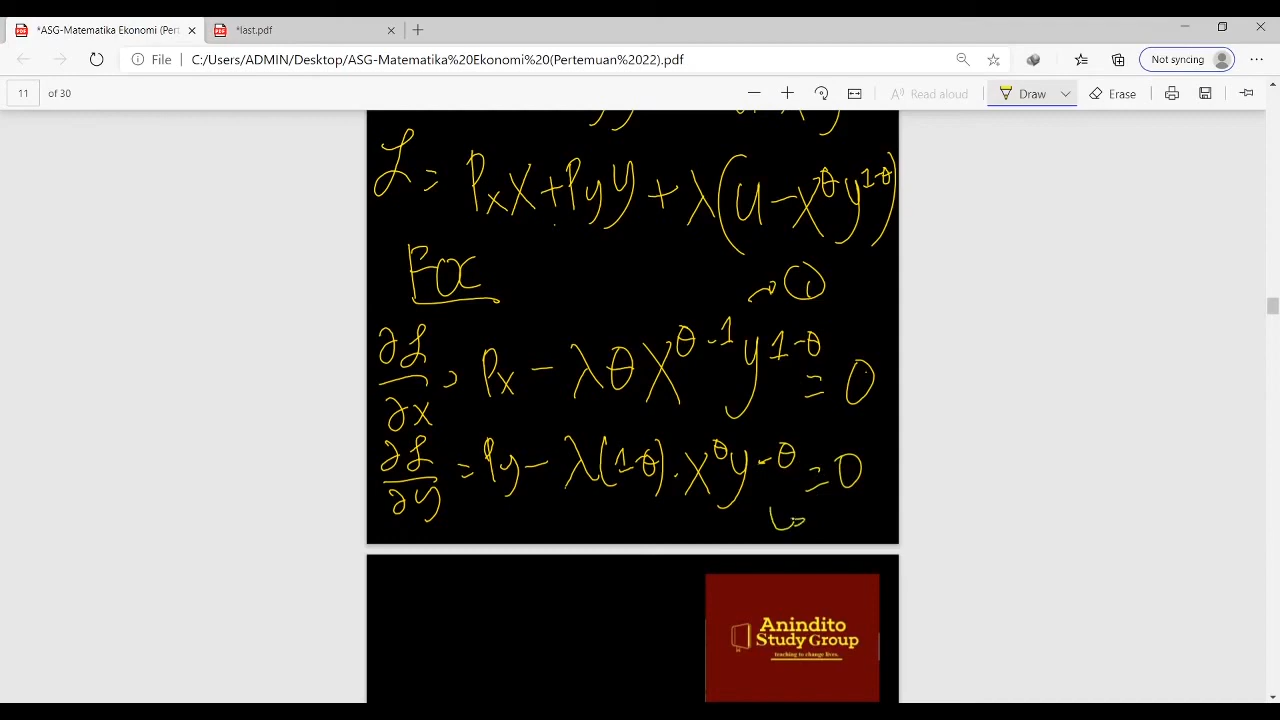 *ASG-Matematika Ekonomi (Pert
*last.pdf
File
C:/Users/ADMIN/Desktop/ASG-Matematika%20Ekonomi%20(Pertemuan%2022).pdf
Not syncing
11 of 30
Read aloud
Draw
Erase
ℒ = PxX + Pyy + λ(U - X^θ y^1-θ)
FOC
→ ①
∂ℒ/∂X = Px - λθX^θ-1 y^1-θ = 0
∂ℒ/∂y = Py - λ(1-θ).X^θ y^-θ = 0
Anindito
Study Group
teaching to change lives.